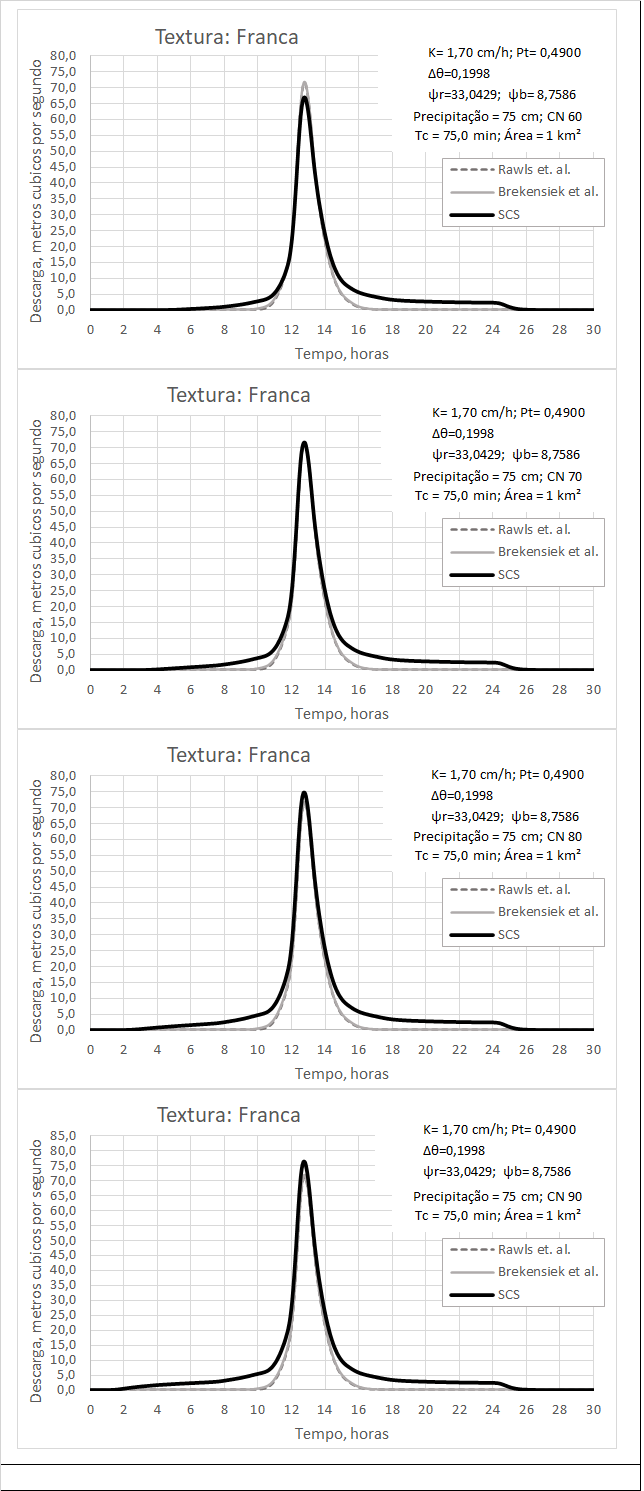 Textura: Franca
K= 1,70 cm/h; Pt= 0,4900
Δθ=0,1998
ψr=33,0429; ψb= 8,7586
Precipitação = 75 cm; CN 60
Tc = 75,0 min; Área = 1 km²
Rawls et. al.
Brekensiek et al.
SCS
Descarga, metros cubicos por segundo
80,0
75,0
70,0
65,0
60,0
55,0
50,0
45,0
40,0
35,0
30,0
25,0
20,0
15,0
10,0
5,0
0,0
0 2 4 6 8 10 12 14 16 18 20 22 24 26 28 30
Tempo, horas
Textura: Franca
K= 1,70 cm/h; Pt= 0,4900
Δθ=0,1998
ψr=33,0429; ψb= 8,7586
Precipitação = 75 cm; CN 70
Tc = 75,0 min; Área = 1 km²
Rawls et. al.
Brekensiek et al.
SCS
Descarga, metros cubicos por segundo
80,0
75,0
70,0
65,0
60,0
55,0
50,0
45,0
40,0
35,0
30,0
25,0
20,0
15,0
10,0
5,0
0,0
0 2 4 6 8 10 12 14 16 18 20 22 24 26 28 30
Tempo, horas
Textura: Franca
K= 1,70 cm/h; Pt= 0,4900
Δθ=0,1998
ψr=33,0429; ψb= 8,7586
Precipitação = 75 cm; CN 80
Tc = 75,0 min; Área = 1 km²
Rawls et. al.
Brekensiek et al.
SCS
Descarga, metros cubicos por segundo
80,0
75,0
70,0
65,0
60,0
55,0
50,0
45,0
40,0
35,0
30,0
25,0
20,0
15,0
10,0
5,0
0,0
0 2 4 6 8 10 12 14 16 18 20 22 24 26 28 30
Tempo, horas
Textura: Franca
K= 1,70 cm/h; Pt= 0,4900
Δθ=0,1998
ψr=33,0429; ψb= 8,7586
Precipitação = 75 cm; CN 90
Tc = 75,0 min; Área = 1 km²
Rawls et. al.
Brekensiek et al.
SCS
Descarga, metros cubicos por segundo
85,0
80,0
75,0
70,0
65,0
60,0
55,0
50,0
45,0
40,0
35,0
30,0
25,0
20,0
15,0
10,0
5,0
0,0
0 2 4 6 8 10 12 14 16 18 20 22 24 26 28 30
Tempo, horas